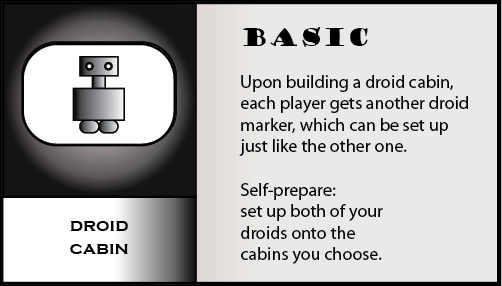 BASIC
Upon building a droid cabin,
each player gets another droid
marker, which can be set up
just like the other one.
Self-prepare:
set up both of your
droids onto the
cabins you choose.
DROID
CABIN